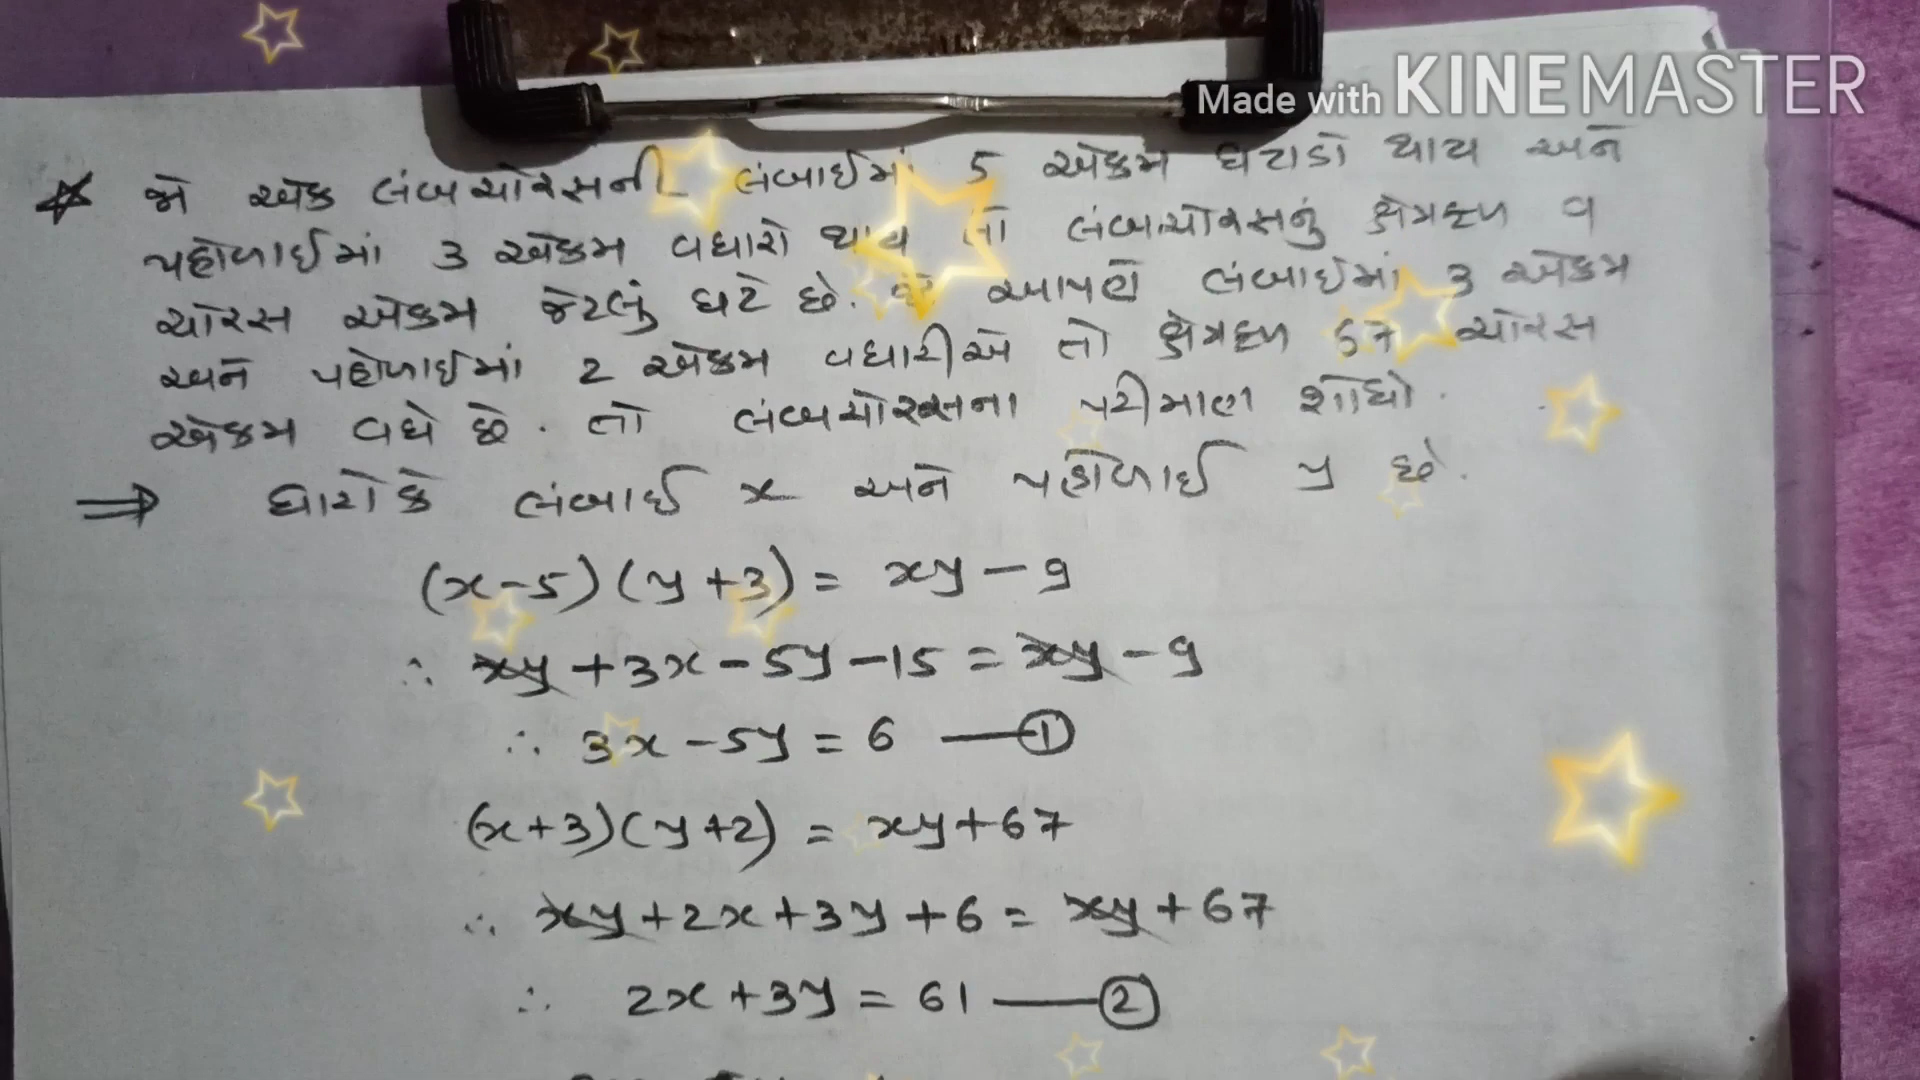 Made with KINEMASTER
જો એક લંબચોરસની લંબાઈમાં 5 એકમ ઘટાડો થાય અને
પહોળાઈમાં 3 એકમ વધારો થાય તો લંબચોરસનું ક્ષેત્રફળ 9
ચોરસ એકમ જેટલું ઘટે છે. આપણે લંબાઈમાં 3 એકમ
અને પહોળાઈમાં 2 એકમ વધારીએ તો ક્ષેત્રફળ 67 ચોરસ
એકમ વધે છે. તો લંબચોરસના પરીમાણ શોધો.
⇒ ધારોકે લંબાઈ x અને પહોળાઈ y છે.
(x-5)(y+3) = xy-9
∴ xy+3x-5y-15 = xy-9
∴ 3x-5y = 6 —①
(x+3)(y+2) = xy+67
∴ xy+2x+3y+6 = xy+67
∴ 2x+3y = 61 —②